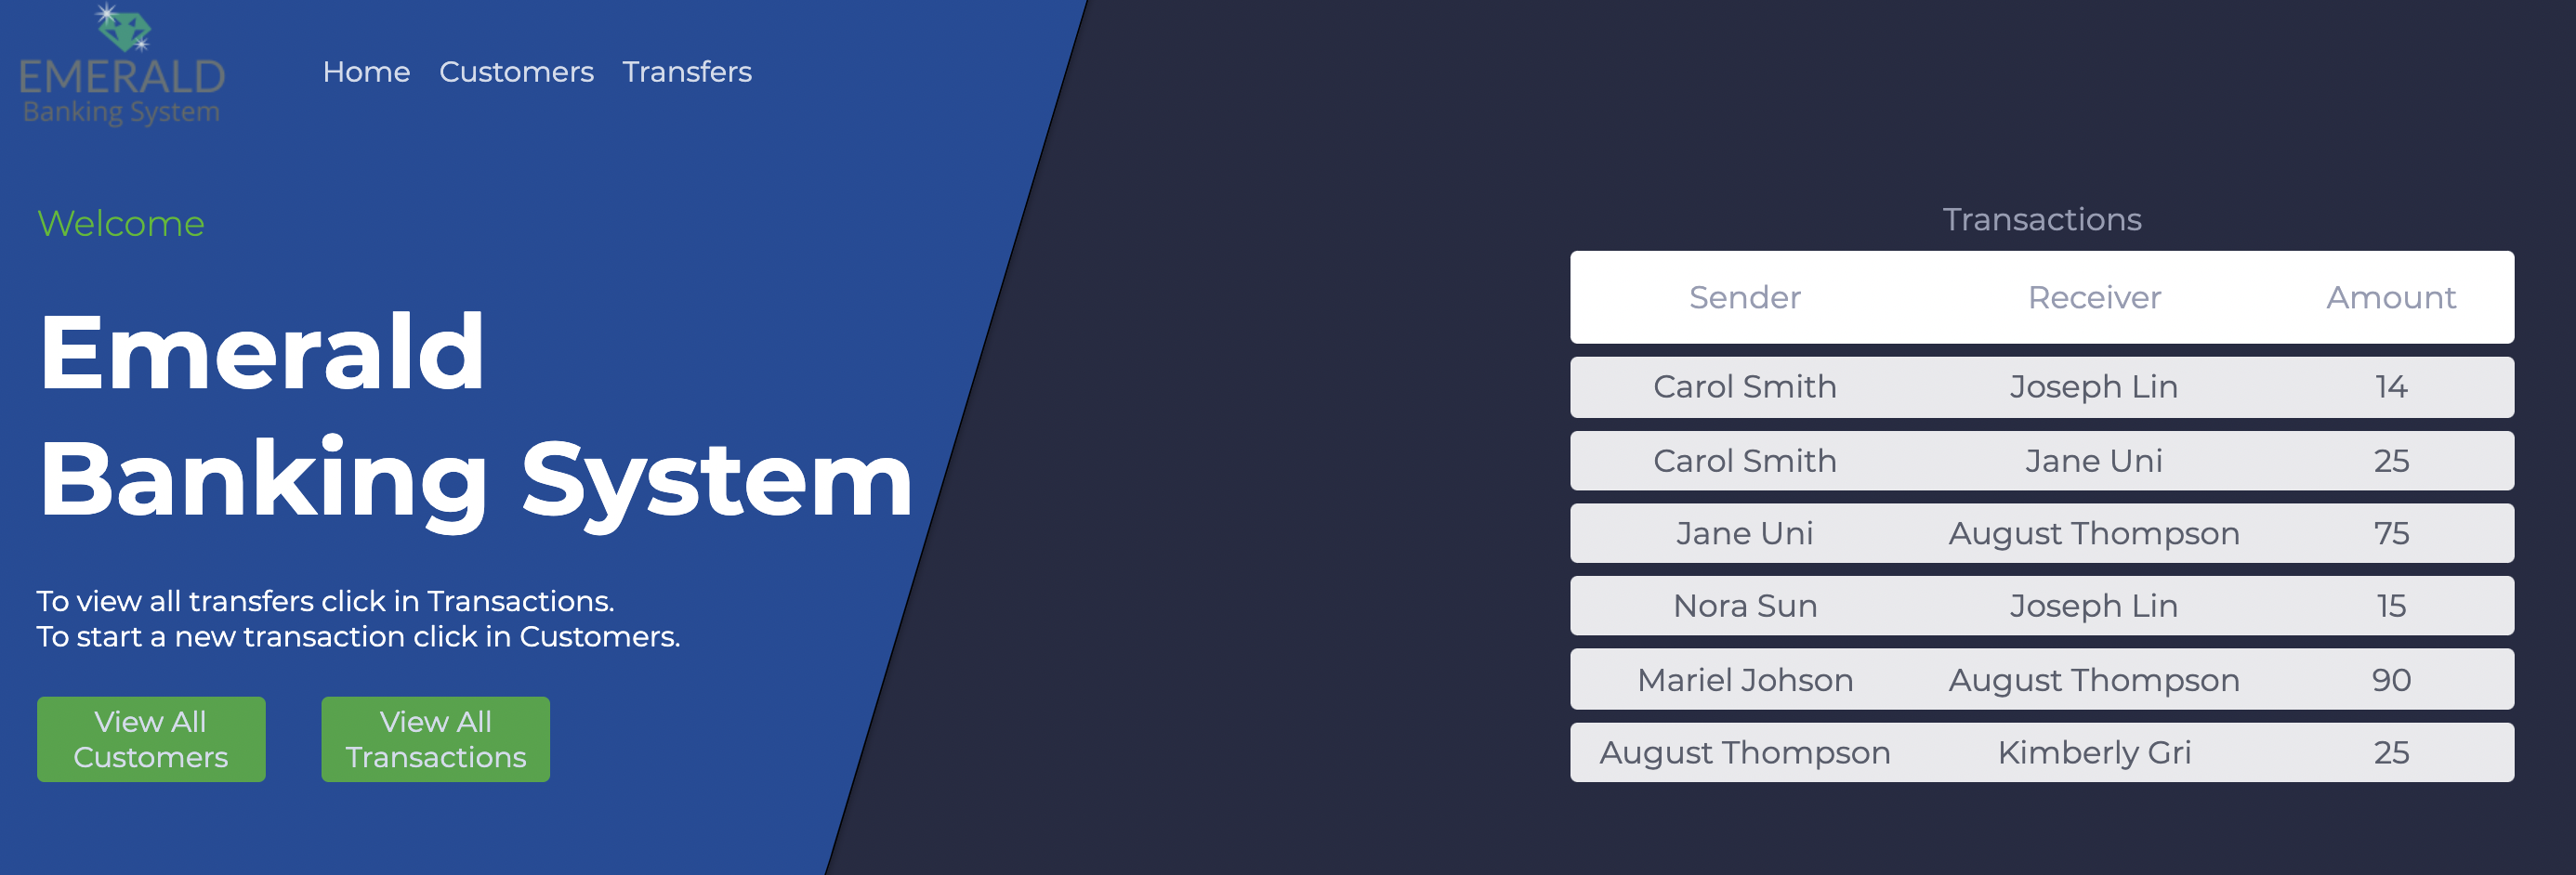 EMERALD
Banking System
Home Customers Transfers
Welcome
Emerald
Banking System
To view all transfers click in Transactions.
To start a new transaction click in Customers.
View All
Customers
View All
Transactions
Transactions
Sender Receiver Amount
Carol Smith Joseph Lin 14
Carol Smith Jane Uni 25
Jane Uni August Thompson 75
Nora Sun Joseph Lin 15
Mariel Johson August Thompson 90
August Thompson Kimberly Gri 25